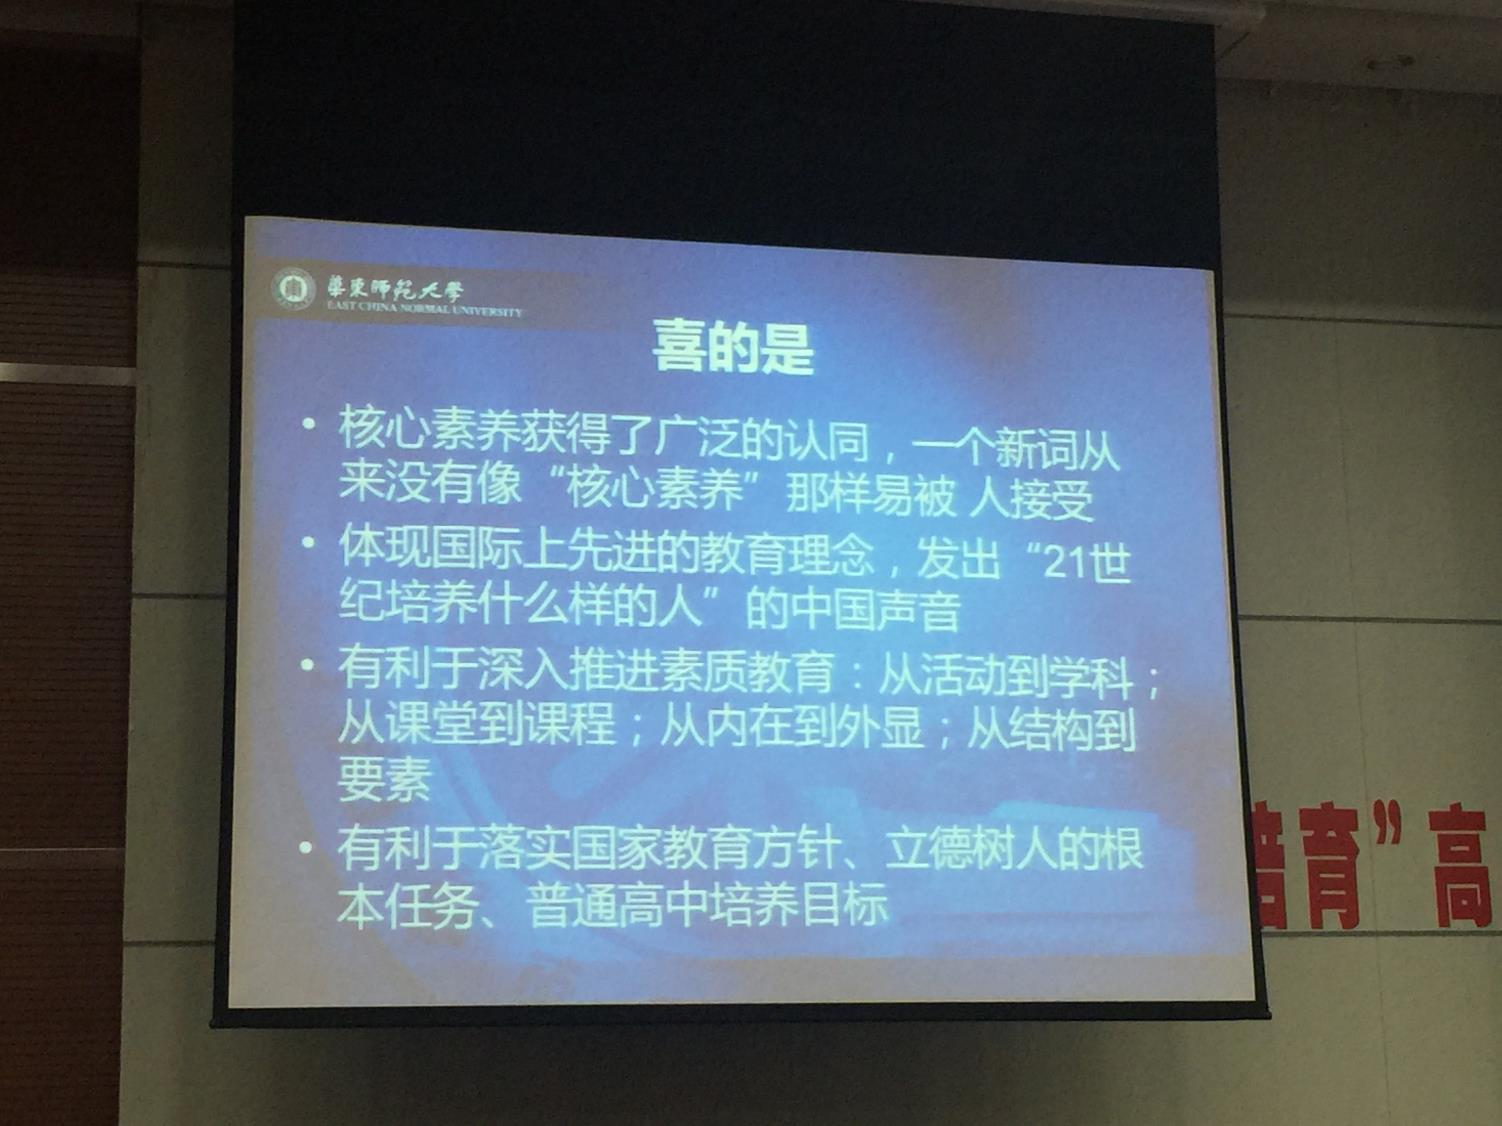 華東師範大學
EAST CHINA NORMAL UNIVERSITY
喜的是
• 核心素养获得了广泛的认同，一个新词从
来没有像“核心素养”那样易被 人接受
• 体现国际上先进的教育理念，发出“21世
纪培养什么样的人”的中国声音
• 有利于深入推进素质教育：从活动到学科；
从课堂到课程；从内在到外显；从结构到
要素
• 有利于落实国家教育方针、立德树人的根
本任务、普通高中培养目标
培育”高